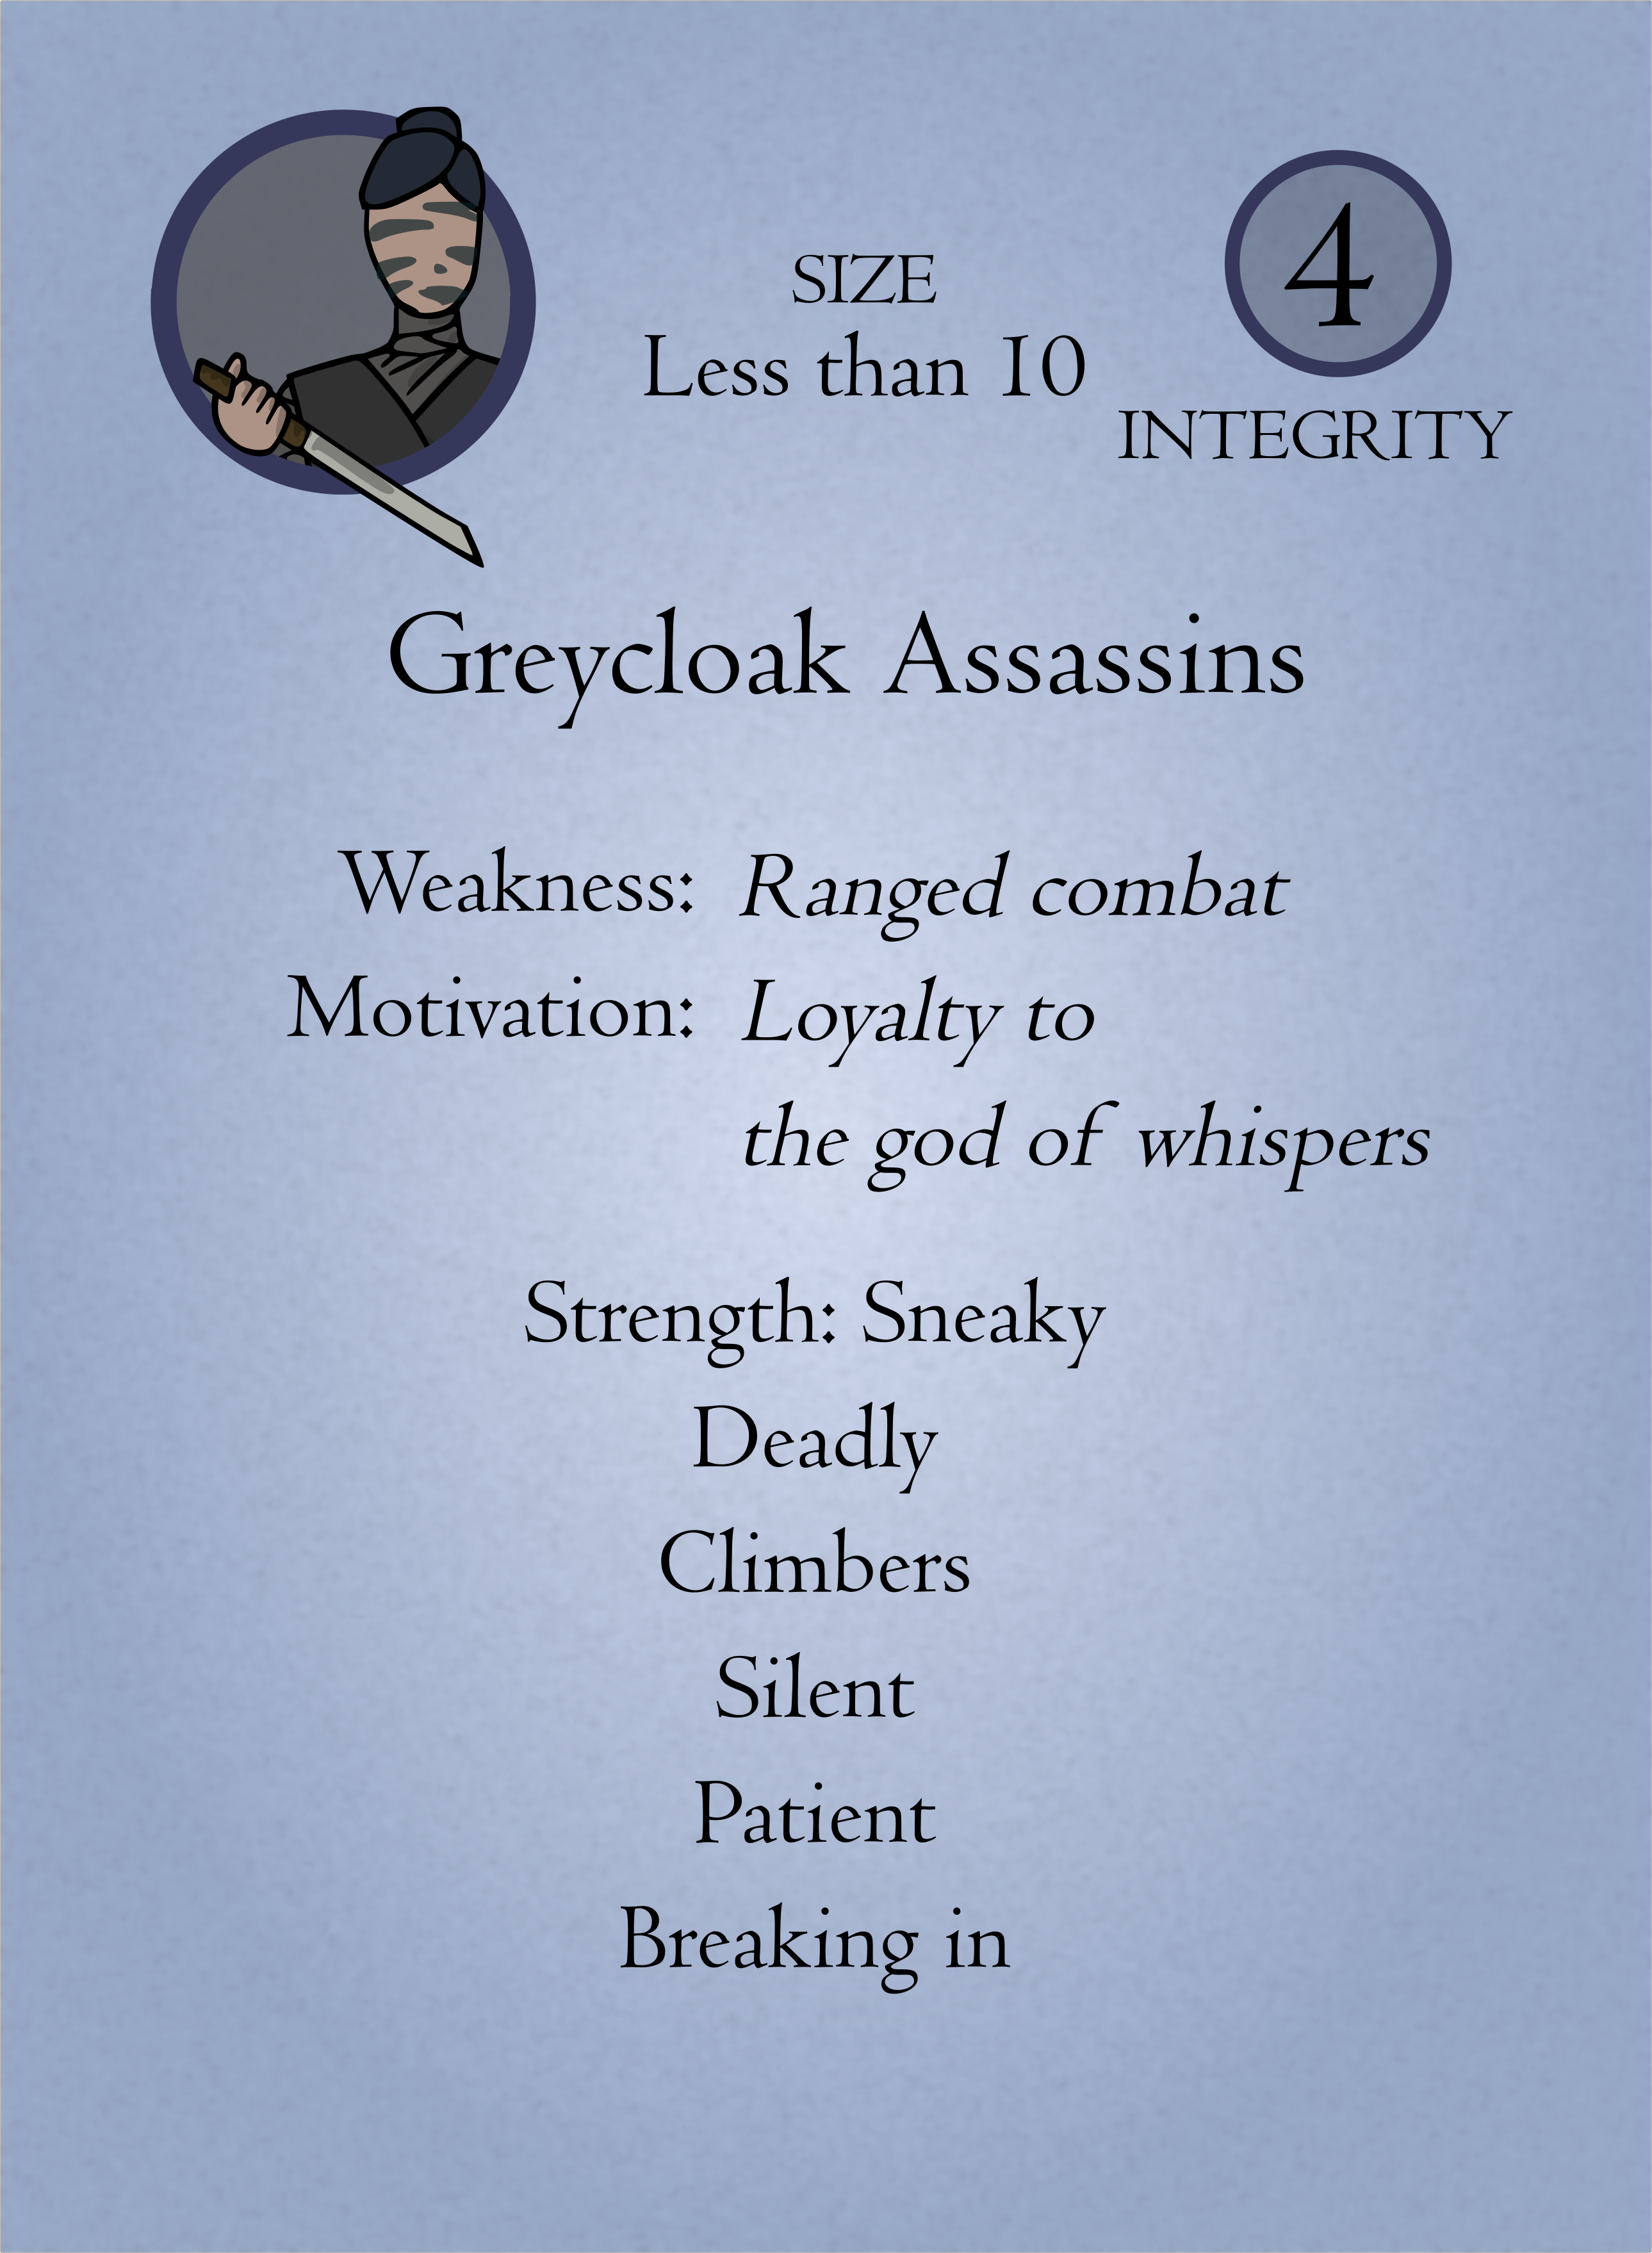 SIZE
Less than 10
4
INTEGRITY
Greycloak Assassins
Weakness: Ranged combat
Motivation: Loyalty to
the god of whispers
Strength: Sneaky
Deadly
Climbers
Silent
Patient
Breaking in